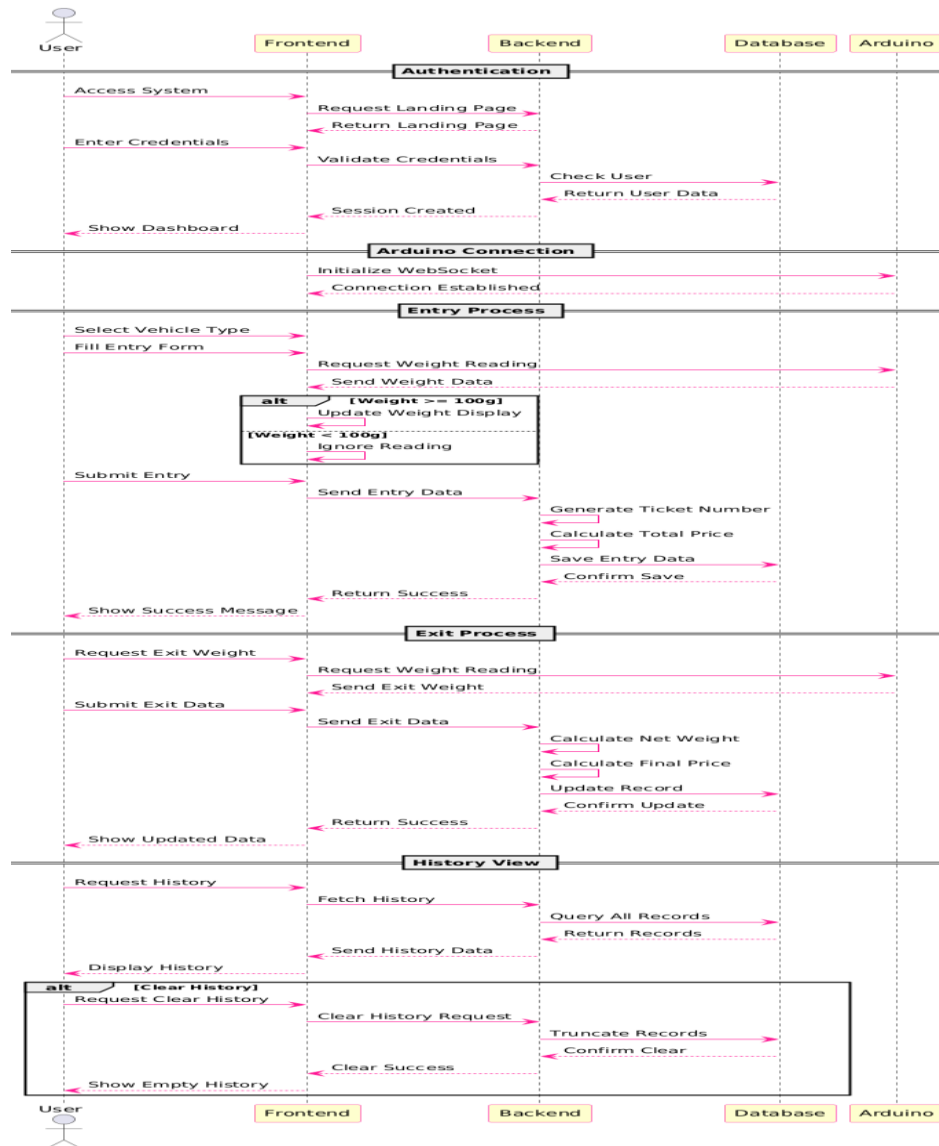 User
Frontend
Backend
Database
Arduino
Authentication
Access System
Request Landing Page
Return Landing Page
Enter Credentials
Validate Credentials
Check User
Return User Data
Session Created
Show Dashboard
Arduino Connection
Initialize WebSocket
Connection Established
Entry Process
Select Vehicle Type
Fill Entry Form
Request Weight Reading
Send Weight Data
alt [Weight >= 100g]
Update Weight Display
[Weight < 100g]
Ignore Reading
Submit Entry
Send Entry Data
Generate Ticket Number
Calculate Total Price
Save Entry Data
Confirm Save
Return Success
Show Success Message
Exit Process
Request Exit Weight
Request Weight Reading
Send Exit Weight
Submit Exit Data
Send Exit Data
Calculate Net Weight
Calculate Final Price
Update Record
Confirm Update
Return Success
Show Updated Data
History View
Request History
Fetch History
Query All Records
Return Records
Send History Data
Display History
alt [Clear History]
Request Clear History
Clear History Request
Truncate Records
Confirm Clear
Clear Success
Show Empty History
User
Frontend
Backend
Database
Arduino